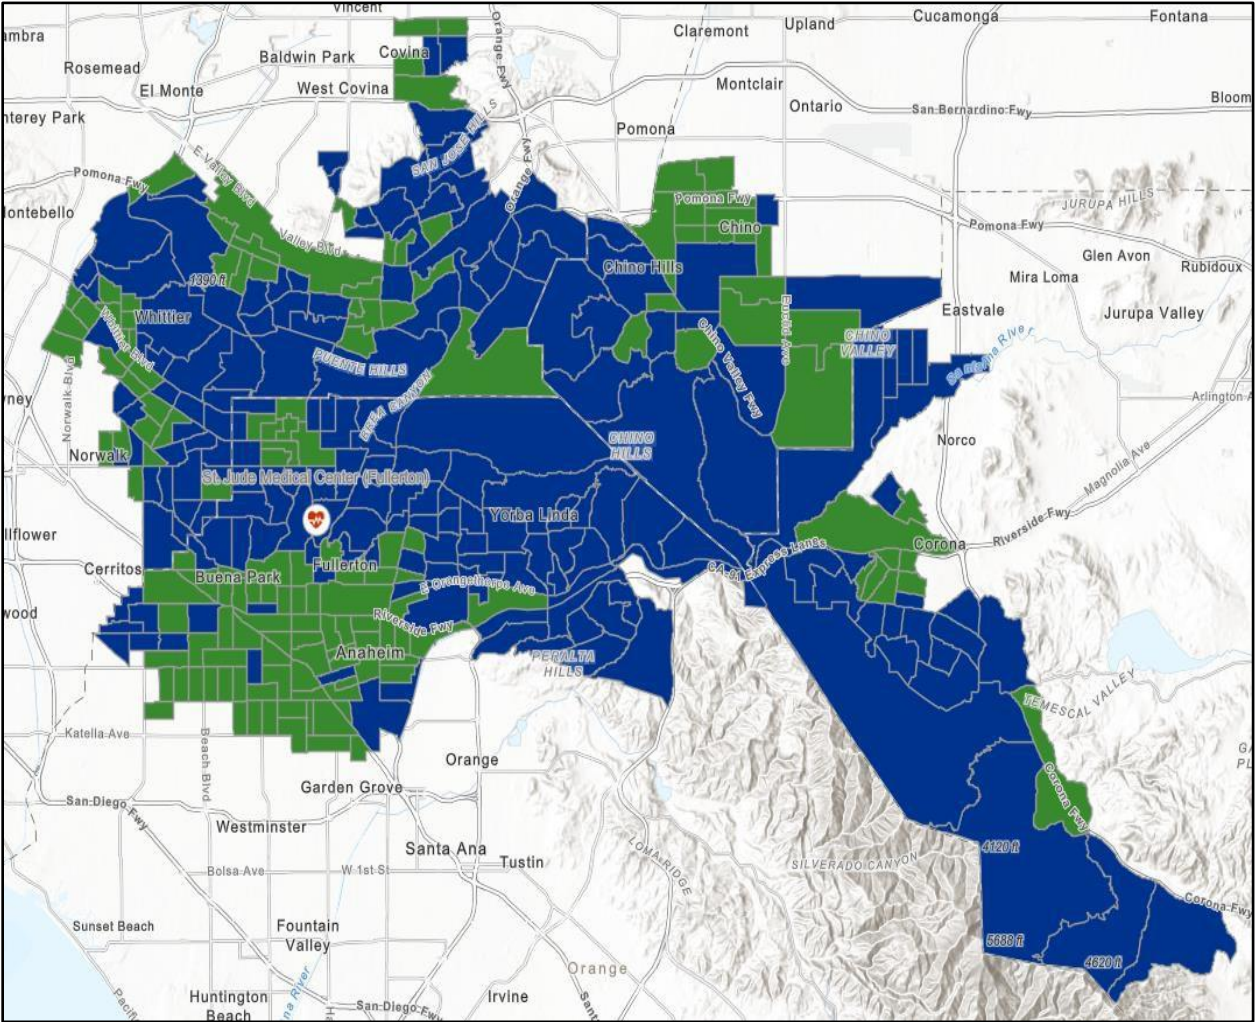 Vincent
Orange Fwy
Claremont
Upland
Cucamonga
Fontana
ambra
Rosemead
Baldwin Park
Covina
El Monte
West Covina
Montclair
Ontario
San Bernardino Fwy
Bloom
nterey Park
Pomona
SAN JOSE HILLS
Orange Fwy
Pomona Fwy
E Valley Blvd
Pomona Fwy
JURUPA HILLS
Montebello
Valley Blvd
Chino
Pomona Fwy
Glen Avon
Rubidoux
1390 ft
Chino Hills
Mira Loma
Whittier
Whittier Blvd
Euclid Ave
Eastvale
Jurupa Valley
CHINO
VALLEY
PUENTE HILLS
Chino Valley Fwy
Santa Ana River
Norwalk Blvd
BREA CANYON
wney
Arlington A
Norwalk
CHINO
HILLS
Norco
Magnolia Ave
St. Jude Medical Center (Fullerton)
Yorba Linda
Riverside Fwy
llflower
Corona
Cerritos
Buena Park
Fullerton
CA-91 Express Lanes
E Orangethorpe Ave
wood
Riverside Fwy
Anaheim
PERALTA
HILLS
TEMESCAL VALLEY
Katella Ave
Beach Blvd
Orange
Corona Fwy
Garden Grove
San Diego Fwy
Westminster
Santa Ana
Tustin
4120 ft
Bolsa Ave
W 1st St
LOMA RIDGE
SILVERADO CANYON
Corona Fwy
Sunset Beach
Fountain
Valley
5688 ft
4620 ft
Orange
na River
Huntington
Beach
San Diego Fwy
Irvine
Sant
Pacif